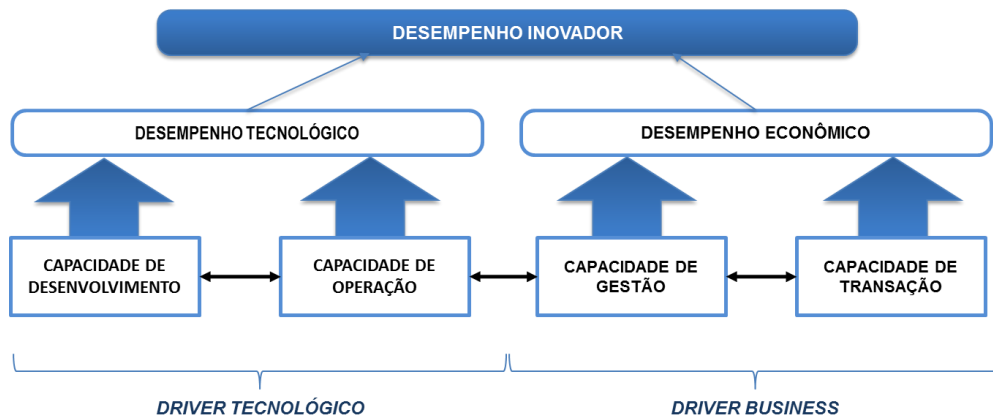 DESEMPENHO INOVADOR
DESEMPENHO TECNOLÓGICO
DESEMPENHO ECONÔMICO
CAPACIDADE DE
DESENVOLVIMENTO
CAPACIDADE DE
OPERAÇÃO
CAPACIDADE DE
GESTÃO
CAPACIDADE DE
TRANSAÇÃO
DRIVER TECNOLÓGICO
DRIVER BUSINESS